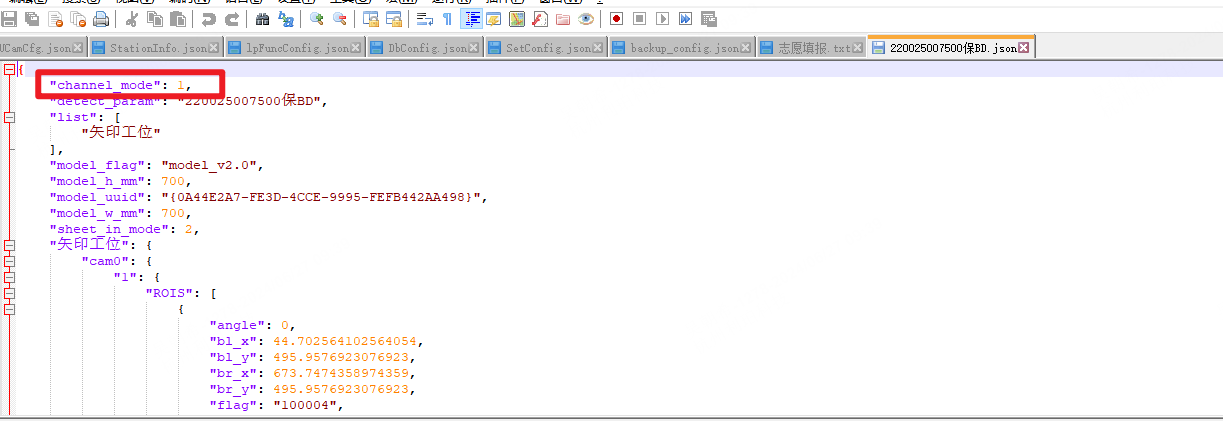 UCamCfg.json
StationInfo.json
lpFuncConfig.json
DbConfig.json
SetConfig.json
backup_config.json
志愿填报.txt
220025007500保BD.json
{
"channel_mode": 1,
"detect_param": "220025007500保BD",
"list": [
"矢印工位"
],
"model_flag": "model_v2.0",
"model_h_mm": 700,
"model_uuid": "{0A44E2A7-FE3D-4CCE-9995-FEFB442AA498}",
"model_w_mm": 700,
"sheet_in_mode": 2,
"矢印工位": {
"cam0": {
"1": {
"ROIS": [
{
"angle": 0,
"bl_x": 44.702564102564054,
"bl_y": 495.9576923076923,
"br_x": 673.7474358974359,
"br_y": 495.9576923076923,
"flag": "100004",